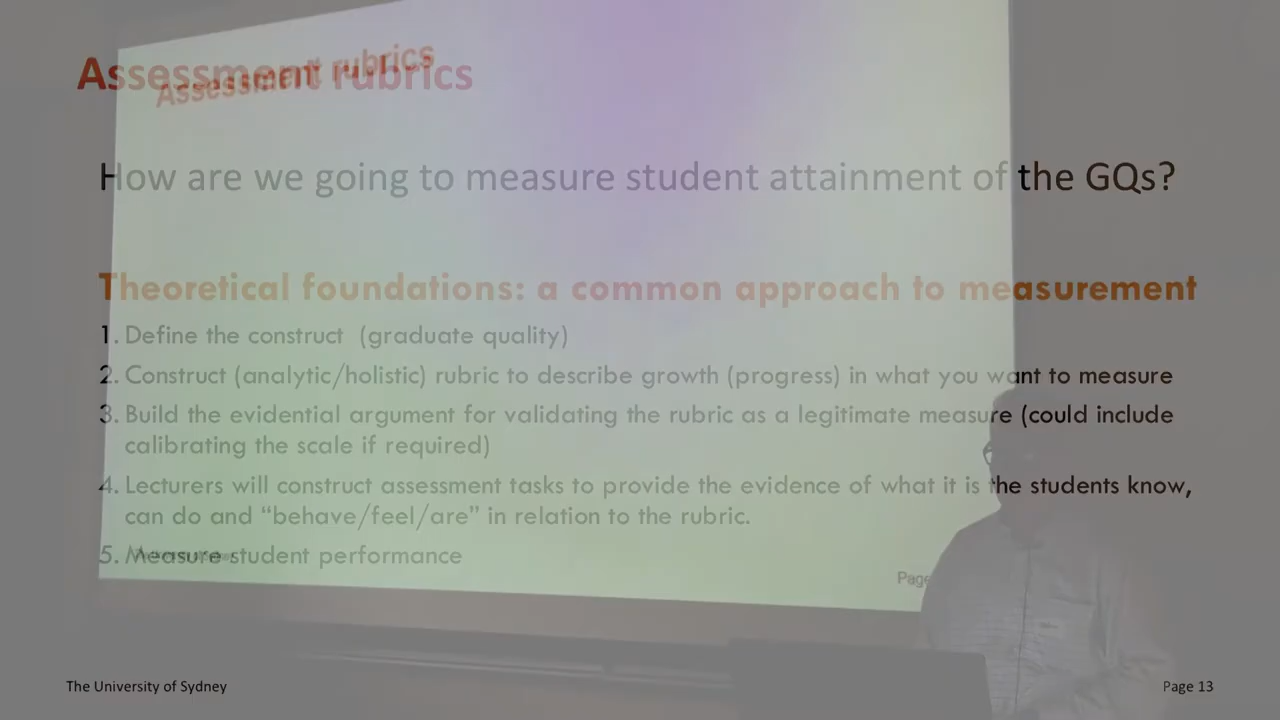 Assessment rubrics
Assessment rubrics
How are we going to measure student attainment of the GQs?
Theoretical foundations: a common approach to measurement
1. Define the construct (graduate quality)
2. Construct (analytic/holistic) rubric to describe growth (progress) in what you want to measure
3. Build the evidential argument for validating the rubric as a legitimate measure (could include
calibrating the scale if required)
4. Lecturers will construct assessment tasks to provide the evidence of what it is the students know,
can do and “behave/feel/are” in relation to the rubric.
5. Measure student performance
Page
The University of Sydney
Page 13